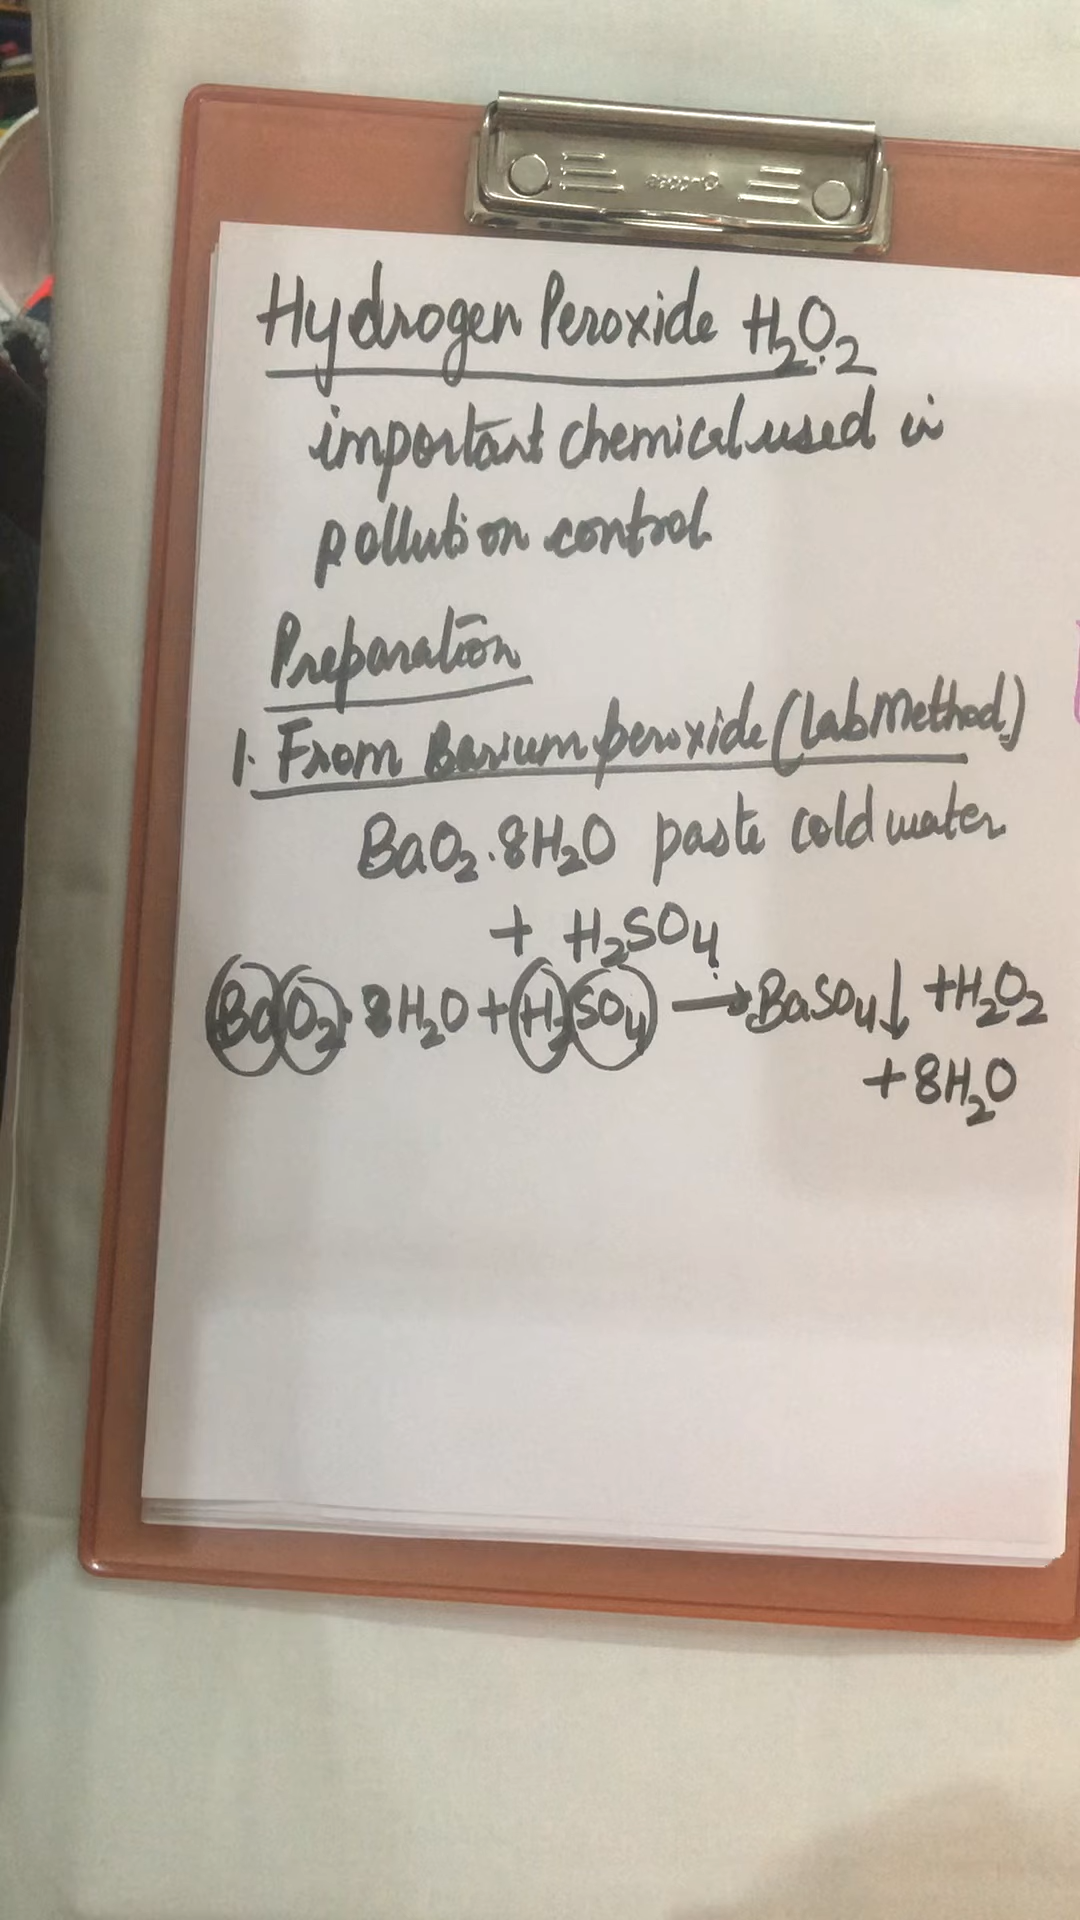 Hydrogen Peroxide H₂O₂
important chemical used in
pollution control
Preparation
1. From Barium peroxide (Lab Method)
BaO₂.8H₂O paste cold water
+ H₂SO₄
BaO₂.8H₂O + H₂SO₄ → BaSO₄↓ + H₂O₂
+ 8H₂O